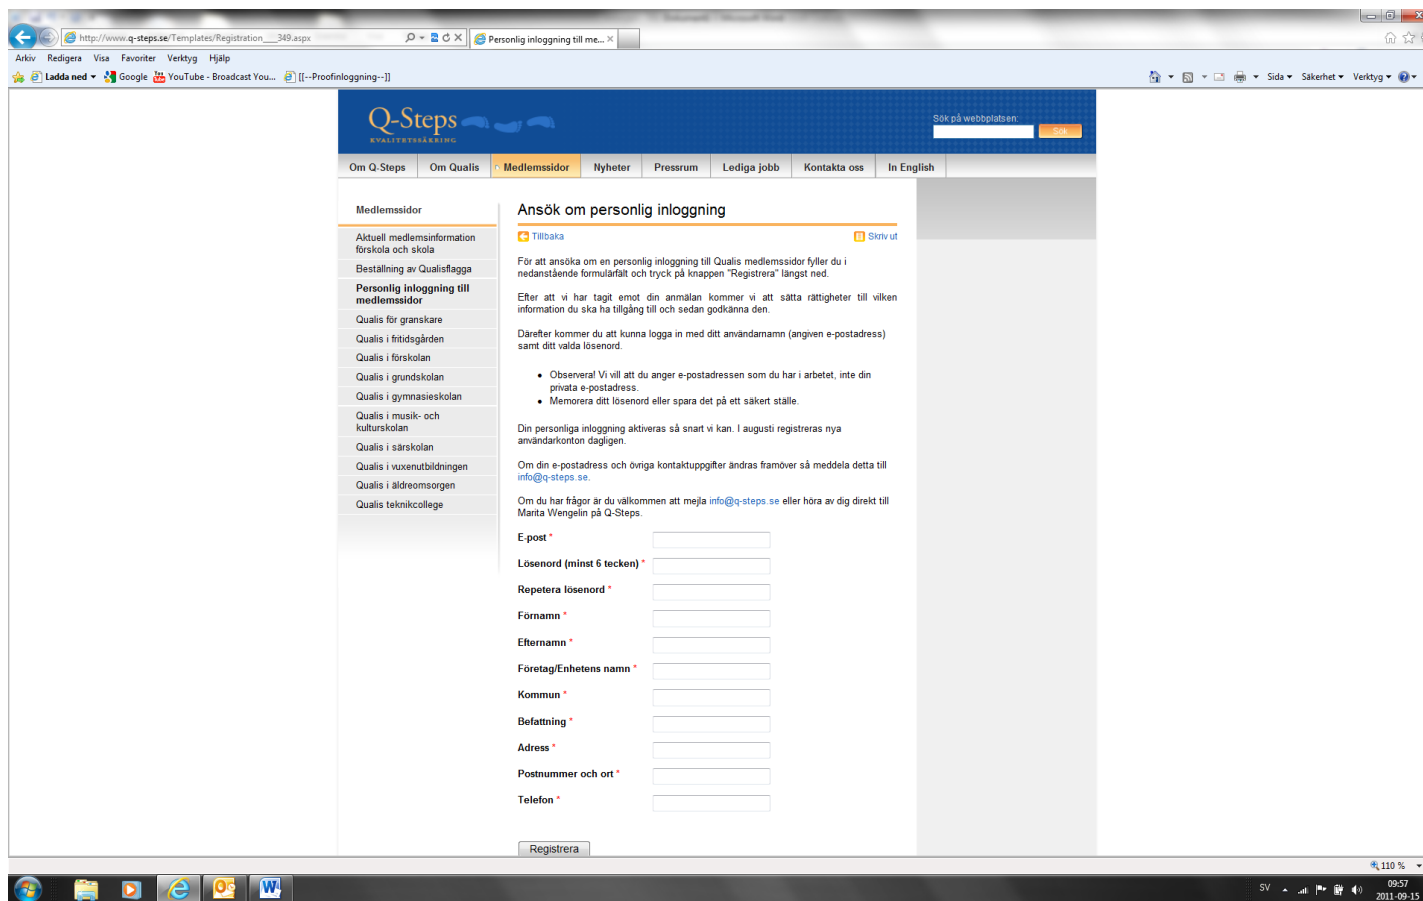 http://www.q-steps.se/Templates/Registration___349.aspx
Personlig inloggning till me...
Arkiv Redigera Visa Favoriter Verktyg Hjälp
Ladda ned Google YouTube - Broadcast You... [[--Proofinloggning--]]
Sida Säkerhet Verktyg
Q-Steps
KVALITETSSÄKRING
Sök på webbplatsen:
Sök
Om Q-Steps Om Qualis Medlemssidor Nyheter Pressrum Lediga jobb Kontakta oss In English
Medlemssidor
Aktuell medlemsinformation
förskola och skola
Beställning av Qualisflagga
Personlig inloggning till
medlemssidor
Qualis för granskare
Qualis i fritidsgården
Qualis i förskolan
Qualis i grundskolan
Qualis i gymnasieskolan
Qualis i musik- och
kulturskolan
Qualis i särskolan
Qualis i vuxenutbildningen
Qualis i äldreomsorgen
Qualis teknikcollege
Ansök om personlig inloggning
Tillbaka
Skriv ut
För att ansöka om en personlig inloggning till Qualis medlemssidor fyller du i
nedanstående formulärfält och tryck på knappen "Registrera" längst ned.
Efter att vi har tagit emot din anmälan kommer vi att sätta rättigheter till vilken
information du ska ha tillgång till och sedan godkänna den.
Därefter kommer du att kunna logga in med ditt användarnamn (angiven e-postadress)
samt ditt valda lösenord.
• Observera! Vi vill att du anger e-postadressen som du har i arbetet, inte din
privata e-postadress.
• Memorera ditt lösenord eller spara det på ett säkert ställe.
Din personliga inloggning aktiveras så snart vi kan. I augusti registreras nya
användarkonton dagligen.
Om din e-postadress och övriga kontaktuppgifter ändras framöver så meddela detta till
info@q-steps.se.
Om du har frågor är du välkommen att mejla info@q-steps.se eller höra av dig direkt till
Marita Wengelin på Q-Steps.
E-post *
Lösenord (minst 6 tecken) *
Repetera lösenord *
Förnamn *
Efternamn *
Företag/Enhetens namn *
Kommun *
Befattning *
Adress *
Postnummer och ort *
Telefon *
Registrera
110 %
SV
09:57
2011-09-15